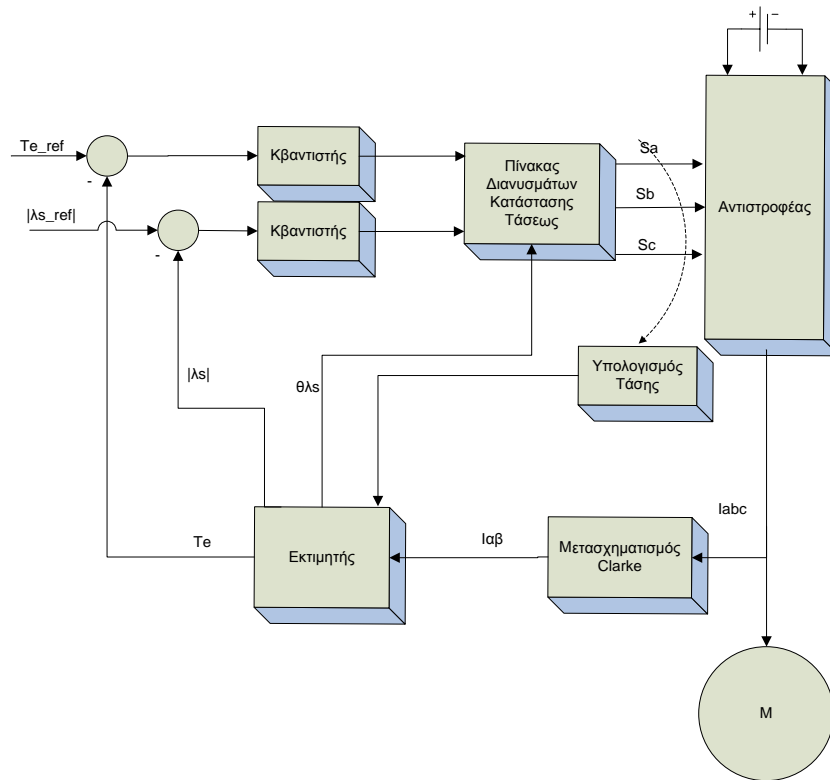 + −
Te_ref
-
Κβαντιστής
|λs_ref|
-
Κβαντιστής
Πίνακας
Διανυσμάτων
Κατάστασης
Τάσεως
Sa
Sb
Sc
Αντιστροφέας
|λs|
θλs
Υπολογισμός
Τάσης
Te
Εκτιμητής
Ιαβ
Μετασχηματισμός
Clarke
Iabc
M